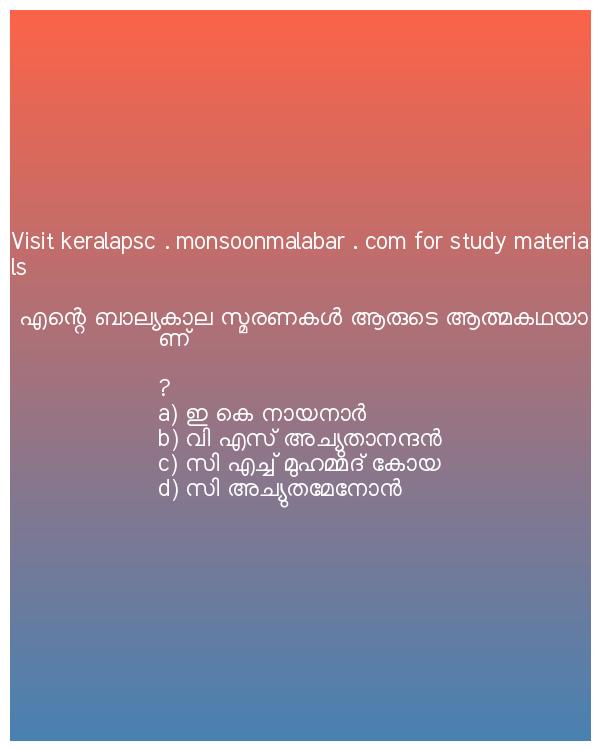 Visit keralapsc . monsoonmalabar . com for study materia
ls
എന്റെ ബാല്യകാല സ്മരണകൾ ആരുടെ ആത്മകഥയാ
ണ്
?
a) ഇ കെ നായനാർ
b) വി എസ് അച്യുതാനന്ദൻ
c) സി എച്ച് മുഹമ്മദ് കോയ
d) സി അച്യുതമേനോൻ